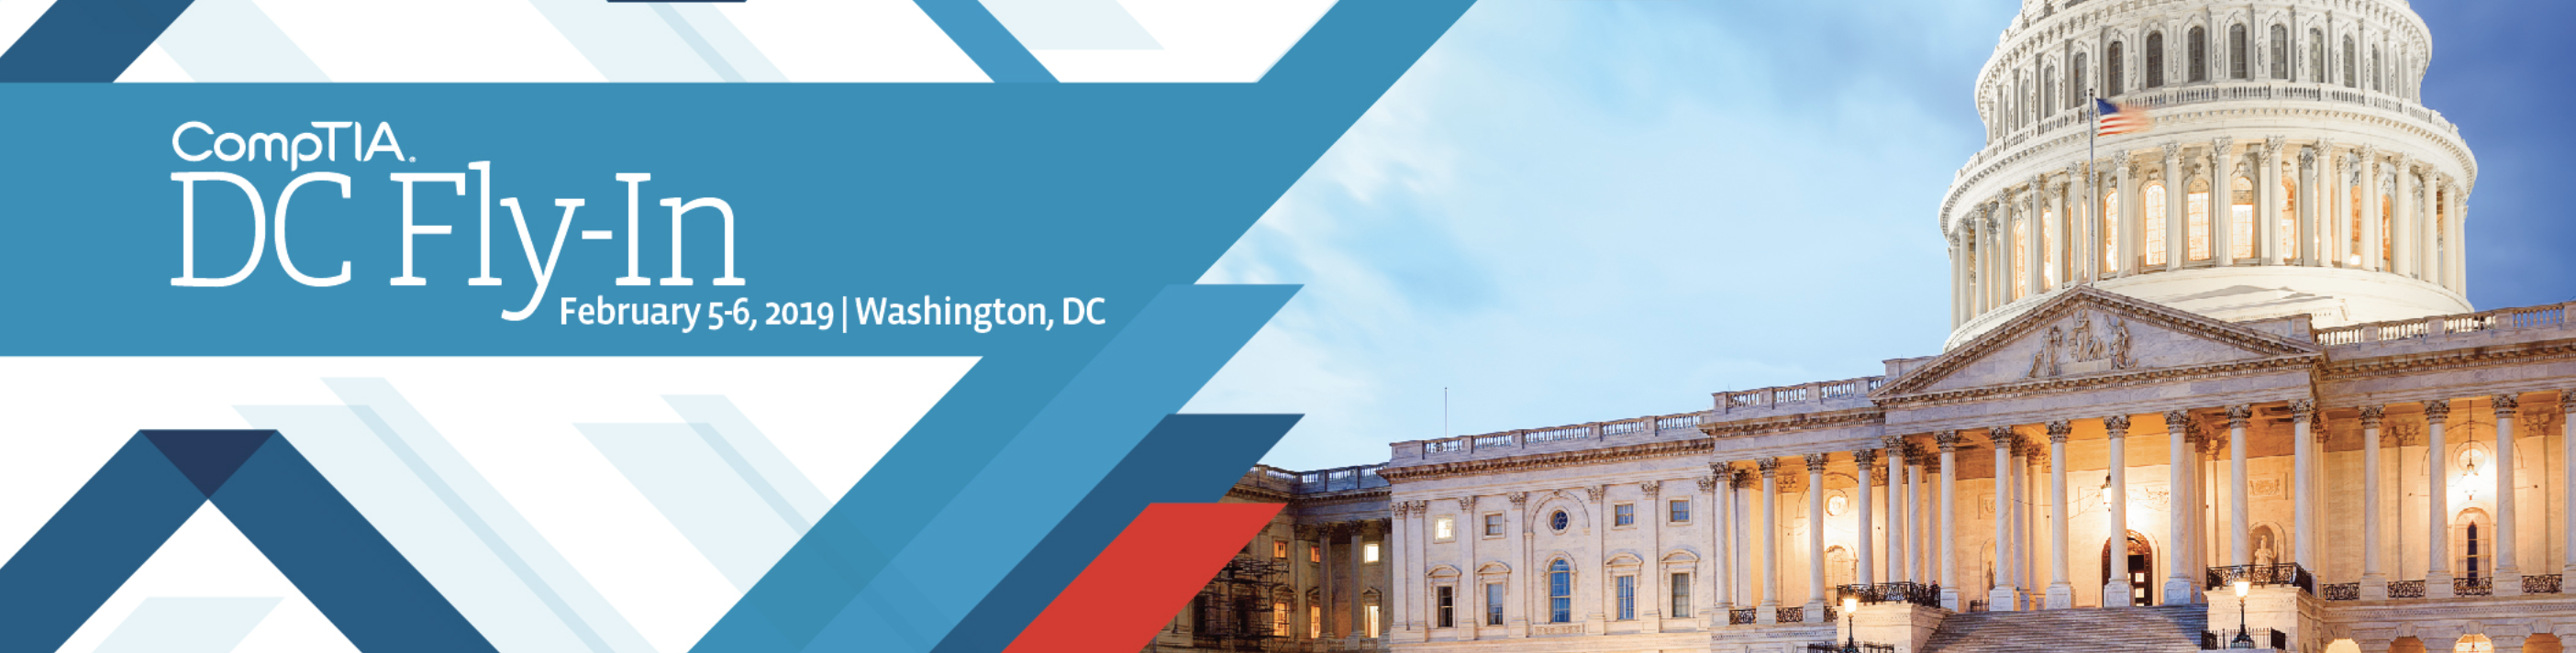 CompTIA.
DC Fly-In
February 5-6, 2019 | Washington, DC